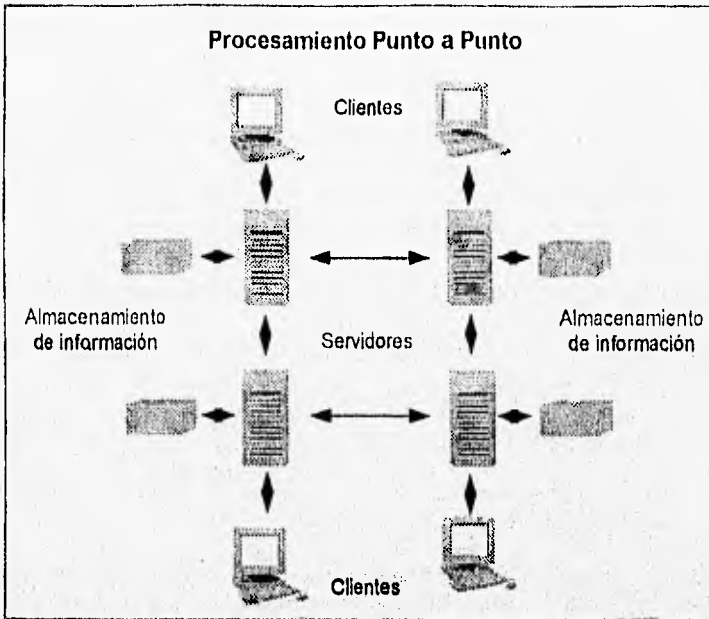 Procesamiento Punto a Punto
Clientes
Almacenamiento
de información
Servidores
Almacenamiento
de información
Clientes